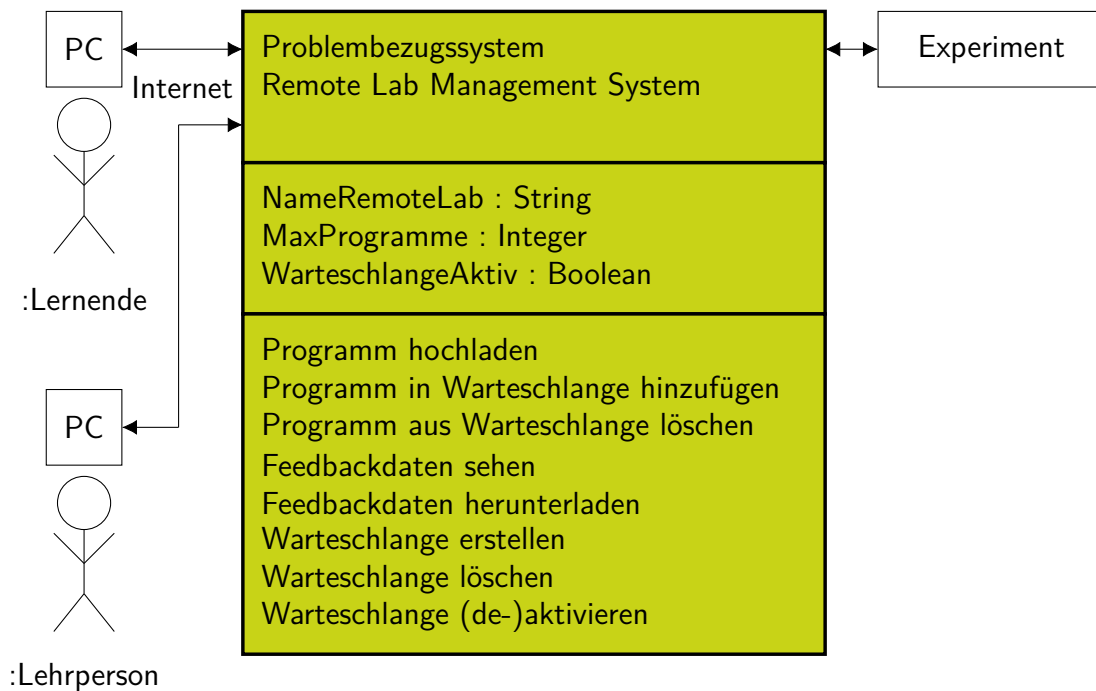 PC
Internet
:Lernende
PC
:Lehrperson
Problembezugssystem
Remote Lab Management System
NameRemoteLab : String
MaxProgramme : Integer
WarteschlangeAktiv : Boolean
Programm hochladen
Programm in Warteschlange hinzufügen
Programm aus Warteschlange löschen
Feedbackdaten sehen
Feedbackdaten herunterladen
Warteschlange erstellen
Warteschlange löschen
Warteschlange (de-)aktivieren
Experiment